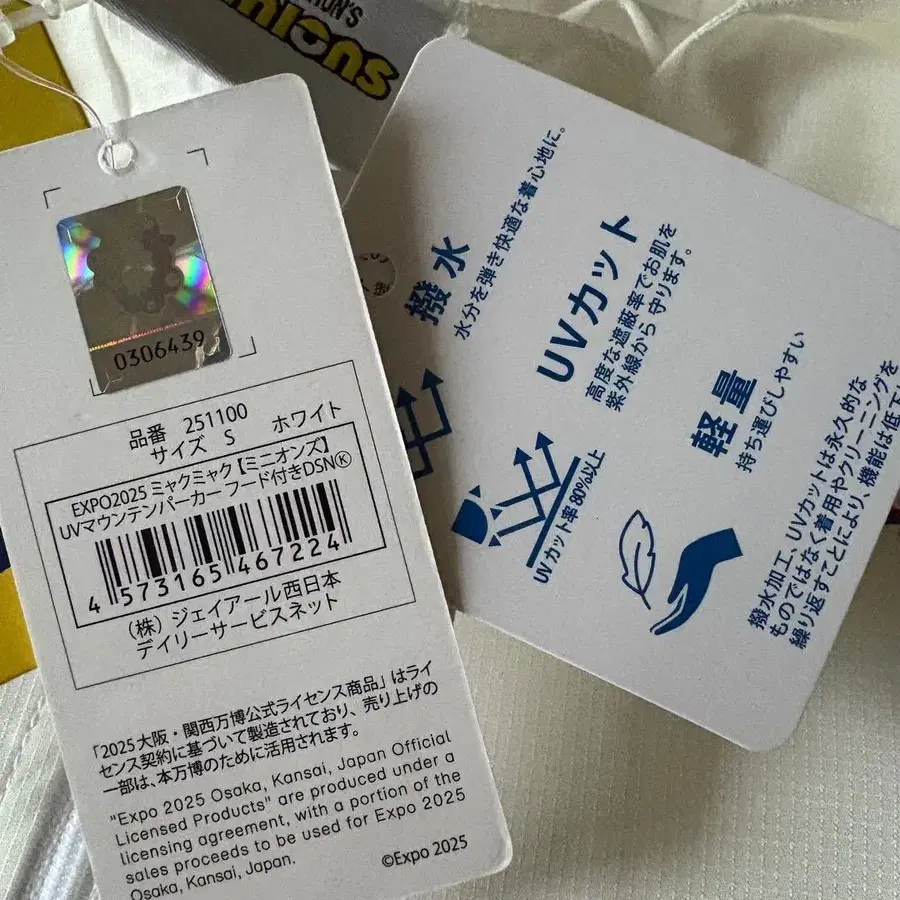 0306439
品番 251100
サイズ S ホワイト
EXPO2025 ミャクミャク【ミニオンズ】
UVマウンテンパーカー フード付きDSNⓀ
4 573165 467224
(株)ジェイアール西日本
デイリーサービスネット
「2025大阪・関西万博公式ライセンス商品」はライ
センス契約に基づいて製造されており、売り上げの
一部は、本万博のために活用されます。
"Expo 2025 Osaka, Kansai, Japan Official
Licensed Products" are produced under a
licensing agreement, with a portion of the
sales proceeds to be used for Expo 2025
Osaka, Kansai, Japan.
©Expo 2025
撥水
水分を弾き快適な着心地に。
UVカット
高度な遮蔽率でお肌を
紫外線から 守ります。
UVカット率80%以上
軽量
持ち運びしやすい
撥水加工、UVカットは永久的な
ものではなく着用やクリーニングを
繰り返すことにより、機能は低下